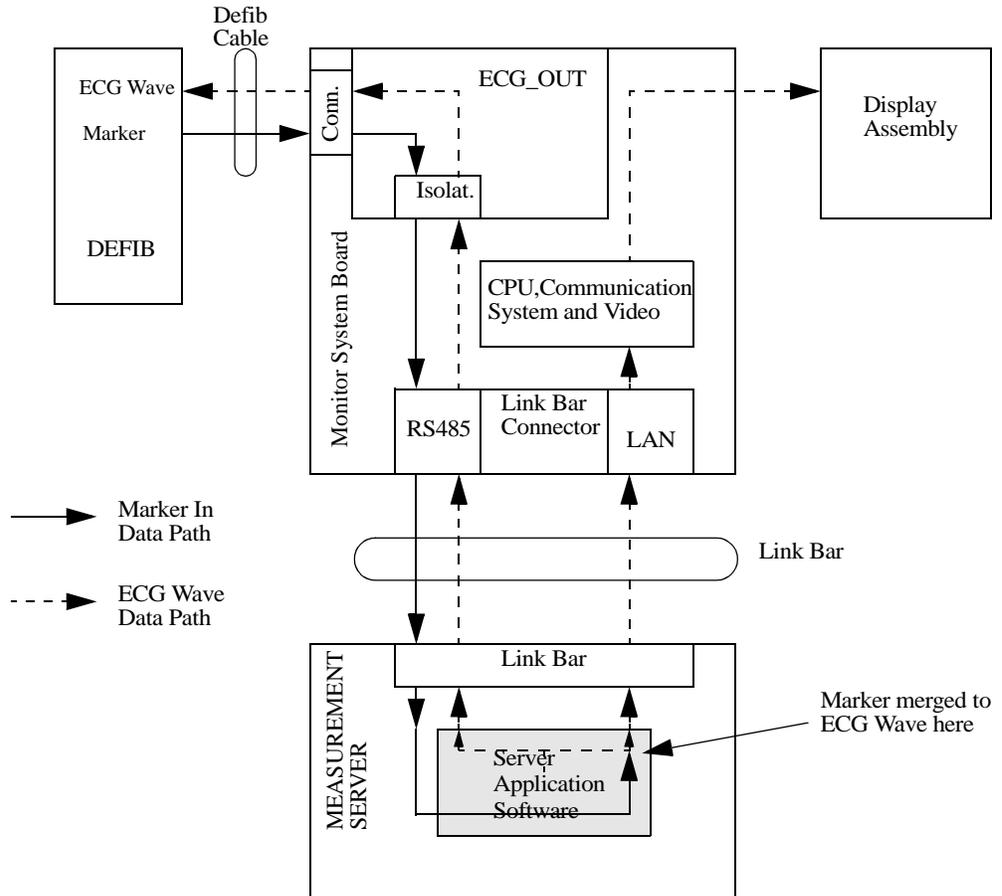 Defib
Cable
ECG Wave
Marker
DEFIB
Conn.
ECG_OUT
Isolat.
Display
Assembly
Monitor System Board
CPU,Communication
System and Video
RS485
Link Bar
Connector
LAN
Marker In
Data Path
ECG Wave
Data Path
Link Bar
MEASUREMENT
SERVER
Link Bar
Server
Application
Software
Marker merged to
ECG Wave here